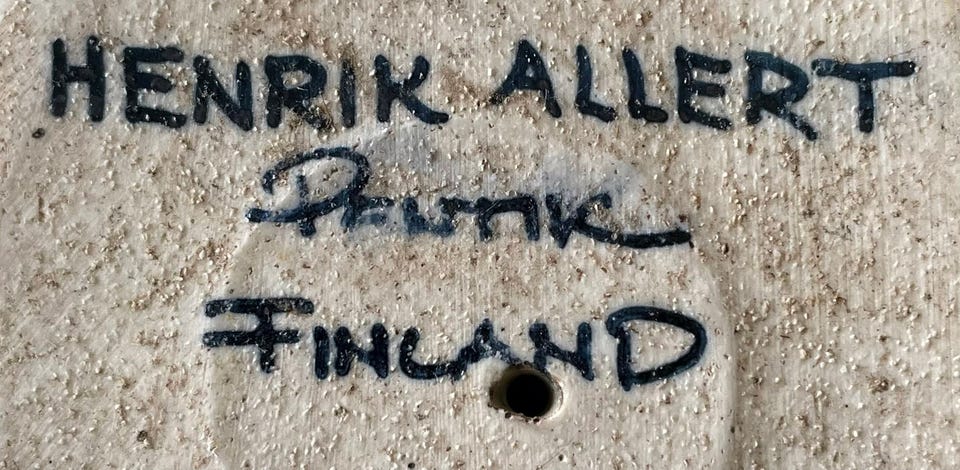 HENRIK ALLERT
Pentik
FINLAND